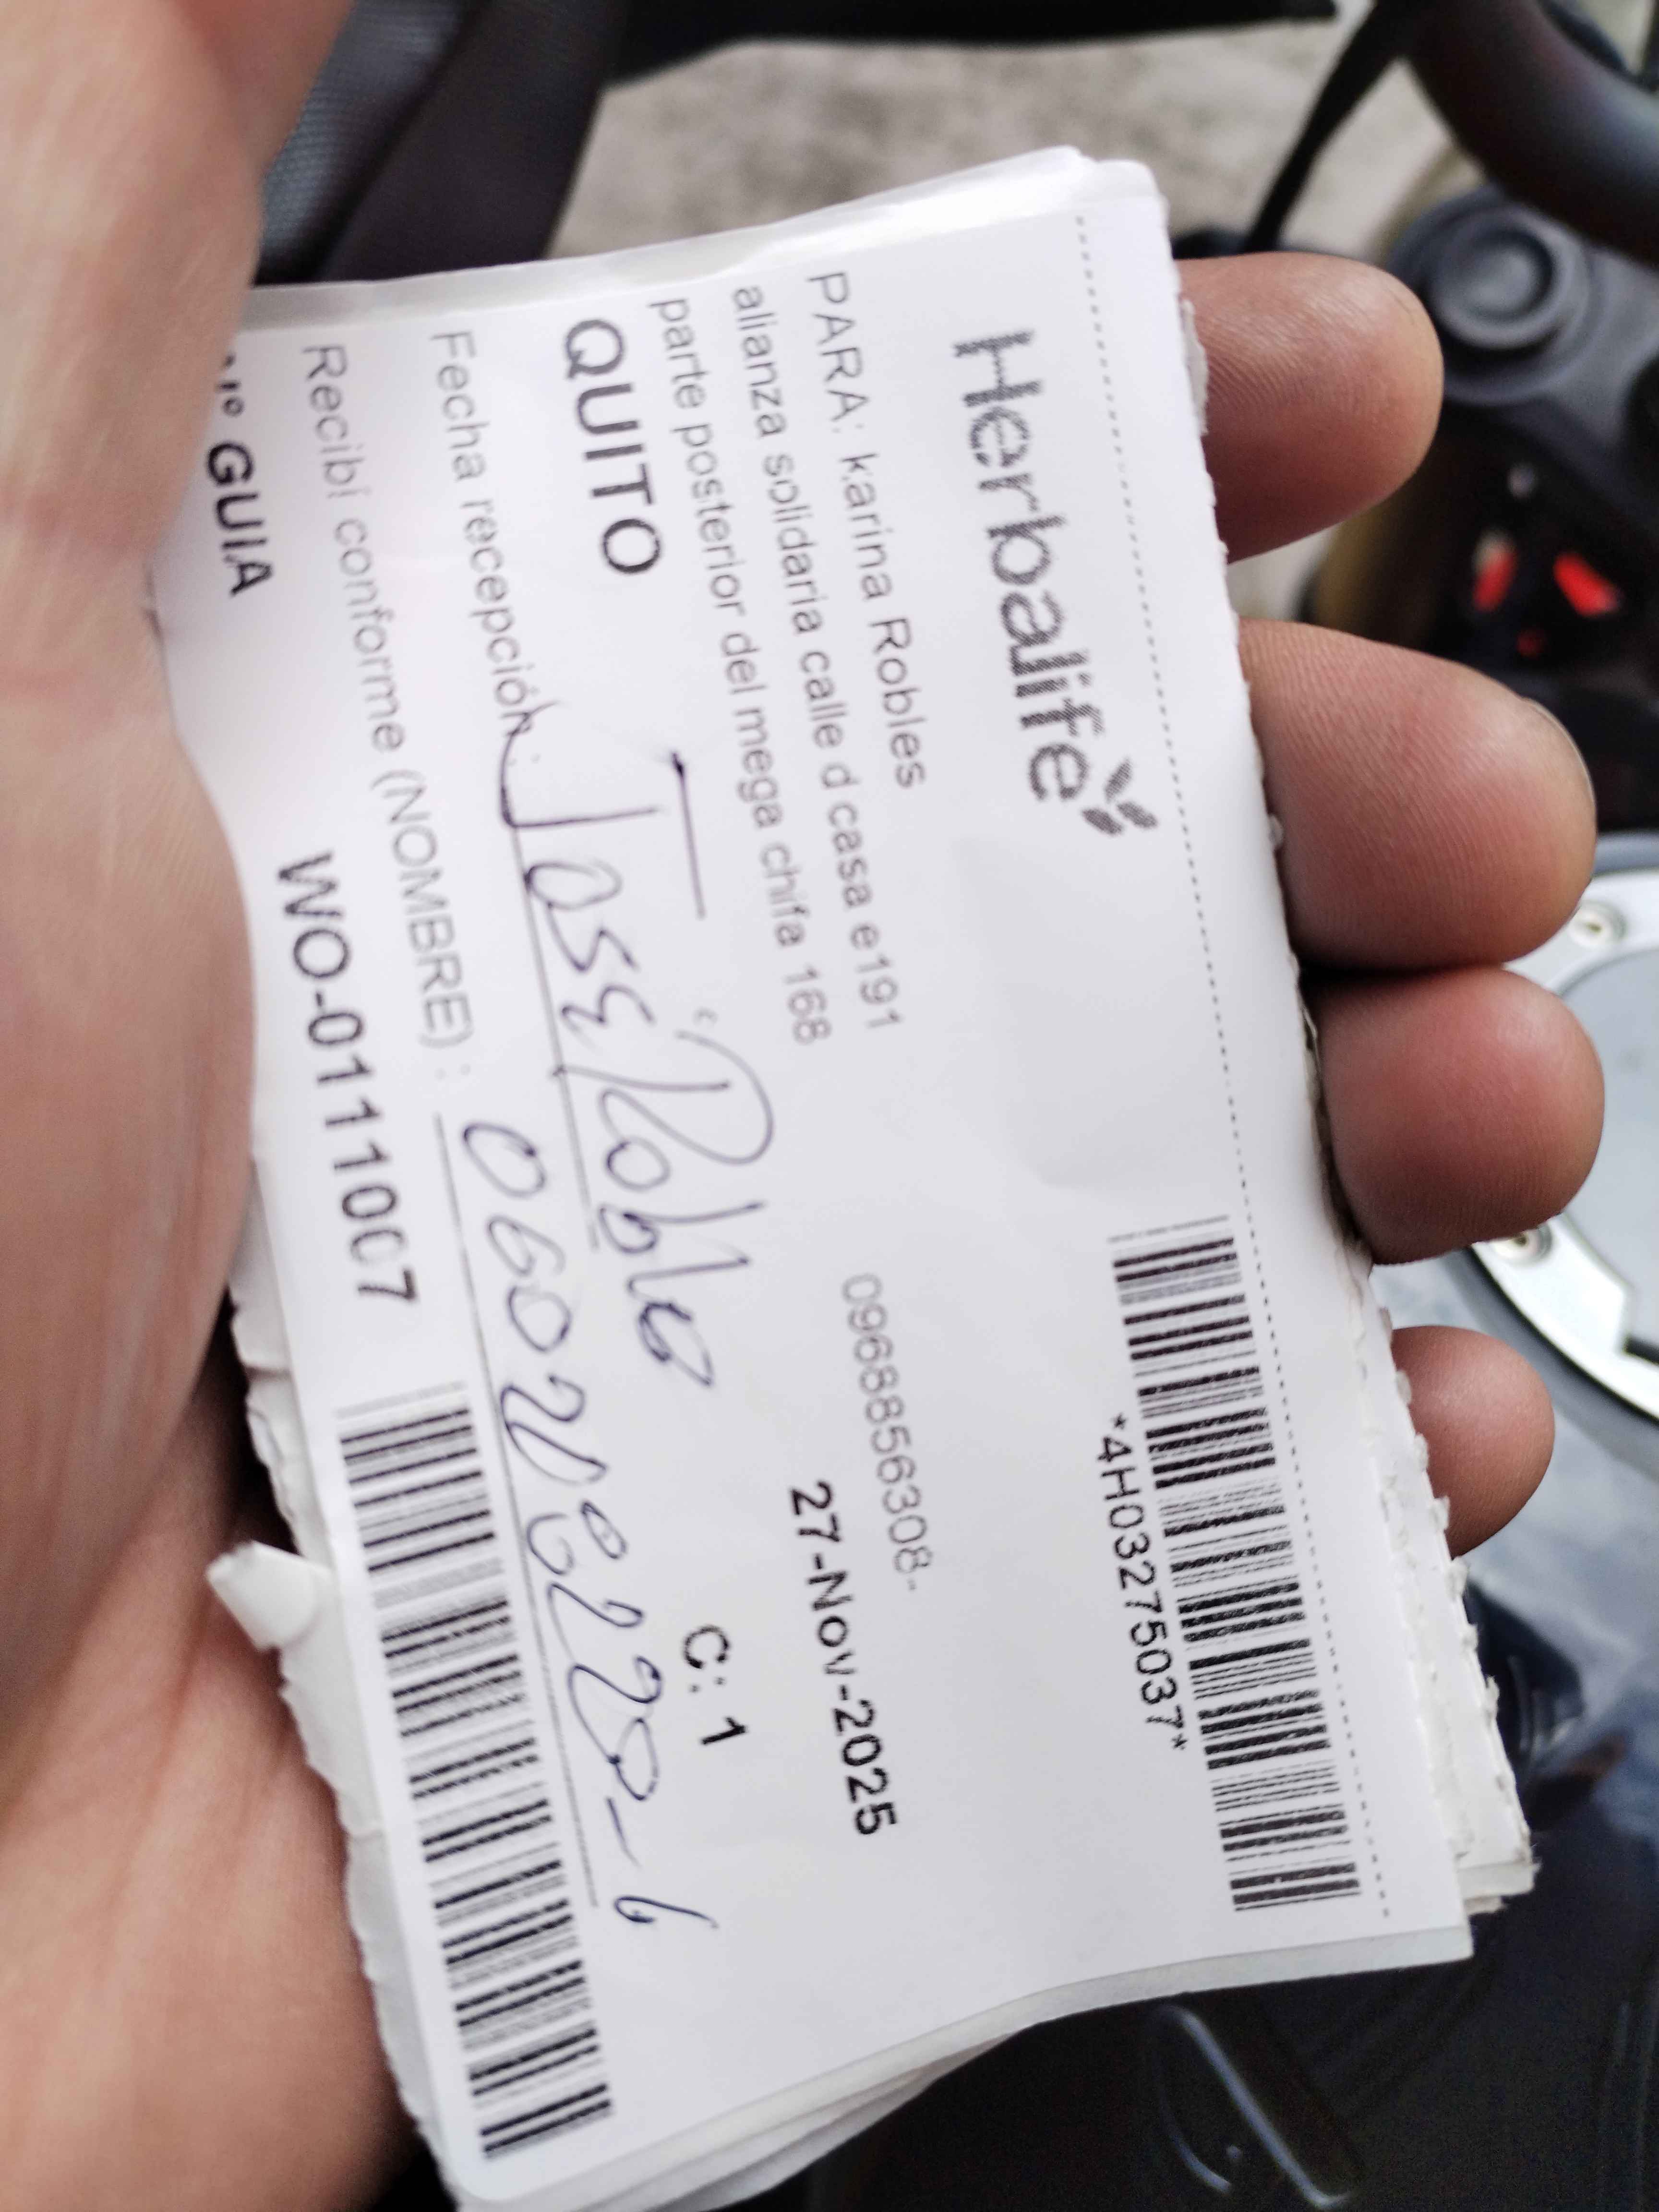 Herbalife
*4H03275037*
PARA: karina Robles
0968856308-
alianza solidaria calle d casa e191
parte posterior del mega chifa 168
27-Nov-2025
QUITO
C: 1
Fecha recepción:
José Roble
Recibí conforme (NOMBRE) :
GUIA
WO-0111007